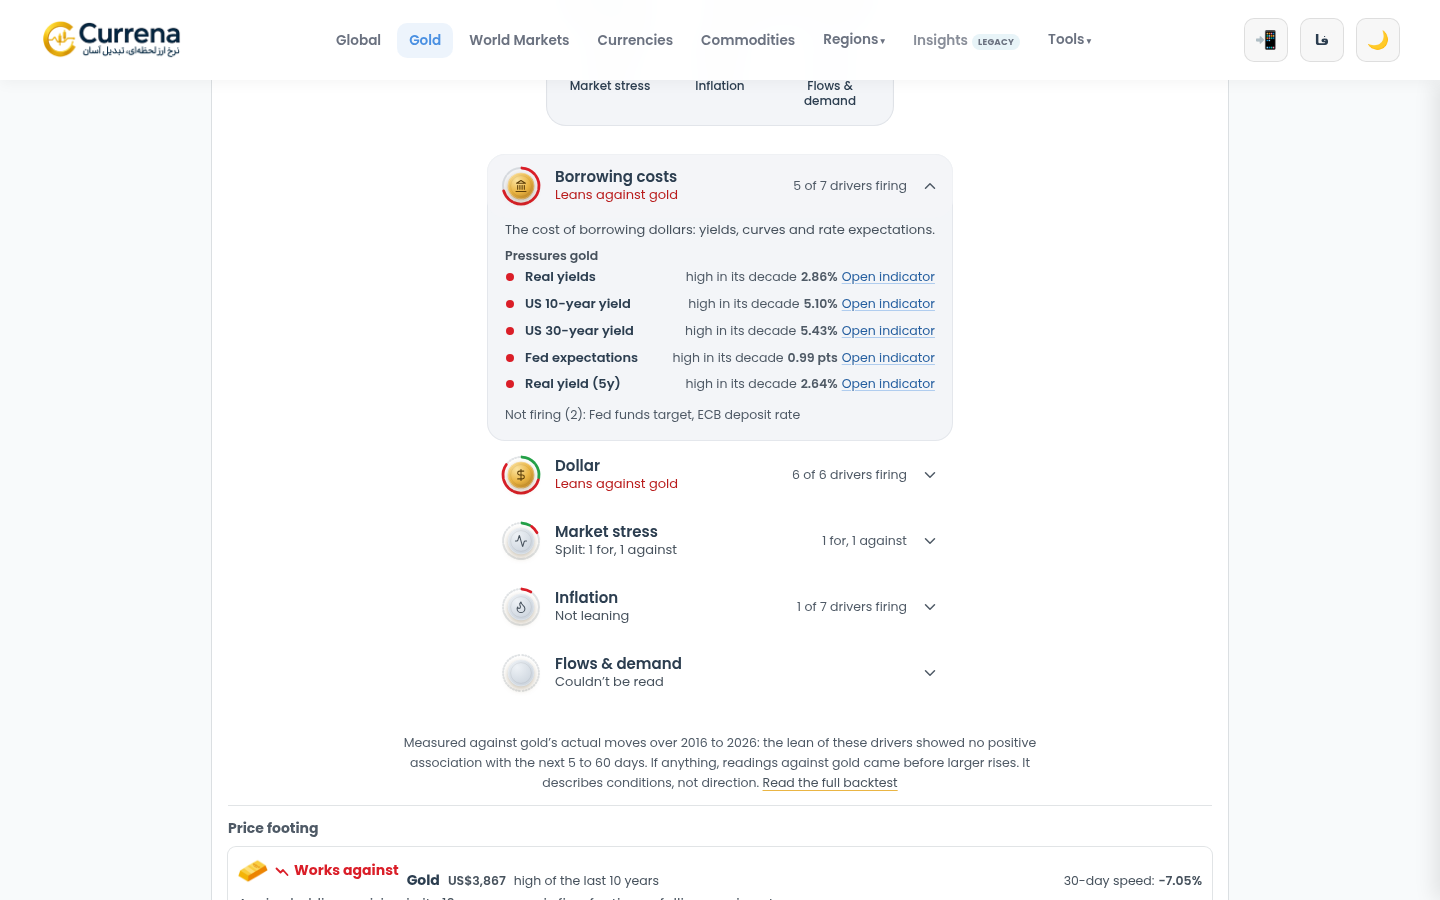 Currena
نرخ ارز لحظه‌ای، تبدیل آسان
Global Gold World Markets Currencies Commodities Regions▾ Insights LEGACY Tools▾
فا
Market stress Inflation Flows &
demand
Borrowing costs
Leans against gold
5 of 7 drivers firing
The cost of borrowing dollars: yields, curves and rate expectations.
Pressures gold
Real yields high in its decade 2.86% Open indicator
US 10-year yield high in its decade 5.10% Open indicator
US 30-year yield high in its decade 5.43% Open indicator
Fed expectations high in its decade 0.99 pts Open indicator
Real yield (5y) high in its decade 2.64% Open indicator
Not firing (2): Fed funds target, ECB deposit rate
Dollar
Leans against gold
6 of 6 drivers firing
Market stress
Split: 1 for, 1 against
1 for, 1 against
Inflation
Not leaning
1 of 7 drivers firing
Flows & demand
Couldn’t be read
Measured against gold’s actual moves over 2016 to 2026: the lean of these drivers showed no positive
association with the next 5 to 60 days. If anything, readings against gold came before larger rises. It
describes conditions, not direction. Read the full backtest
Price footing
Works against Gold US$3,867 high of the last 10 years 30-day speed: -7.05%